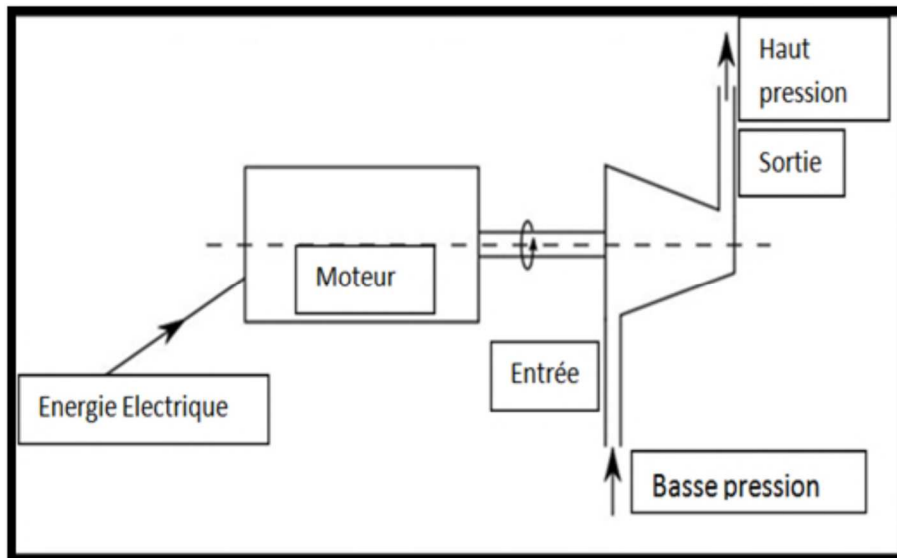 Haut
pression
Sortie
Moteur
Entrée
Energie Electrique
Basse pression